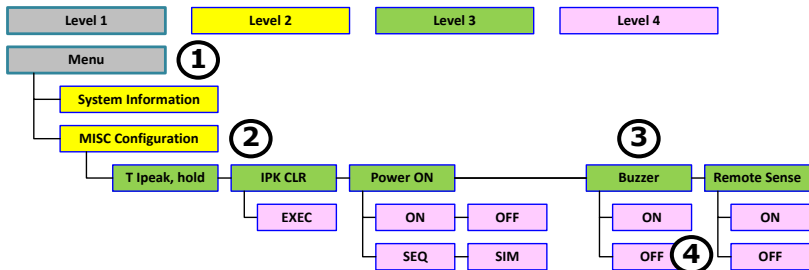 Level 1 Level 2 Level 3 Level 4
Menu 1
System Information
MISC Configuration 2 3
T Ipeak, hold IPK CLR Power ON Buzzer Remote Sense
EXEC ON OFF ON ON
SEQ SIM OFF 4 OFF